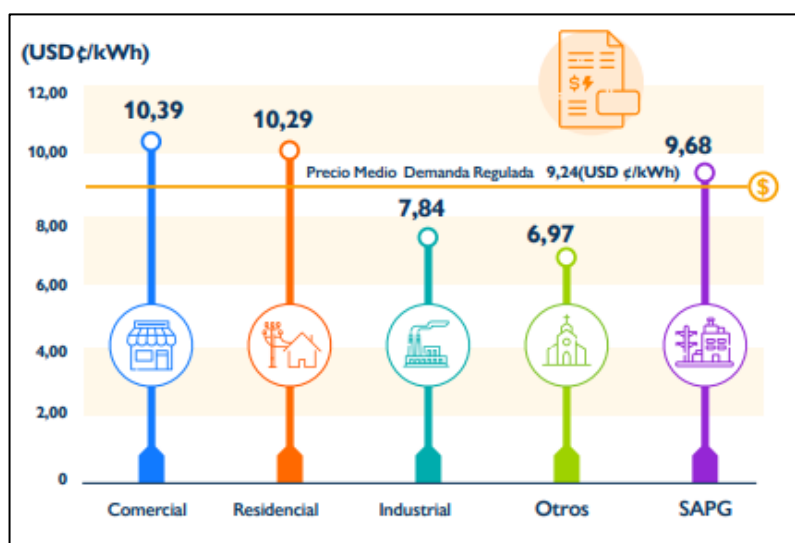 (USD ¢/kWh)
$
12,00
10,39
10,29
9,68
10,00
Precio Medio Demanda Regulada 9,24(USD ¢/kWh)
$
8,00
7,84
6,97
6,00
4,00
2,00
0
Comercial
Residencial
Industrial
Otros
SAPG